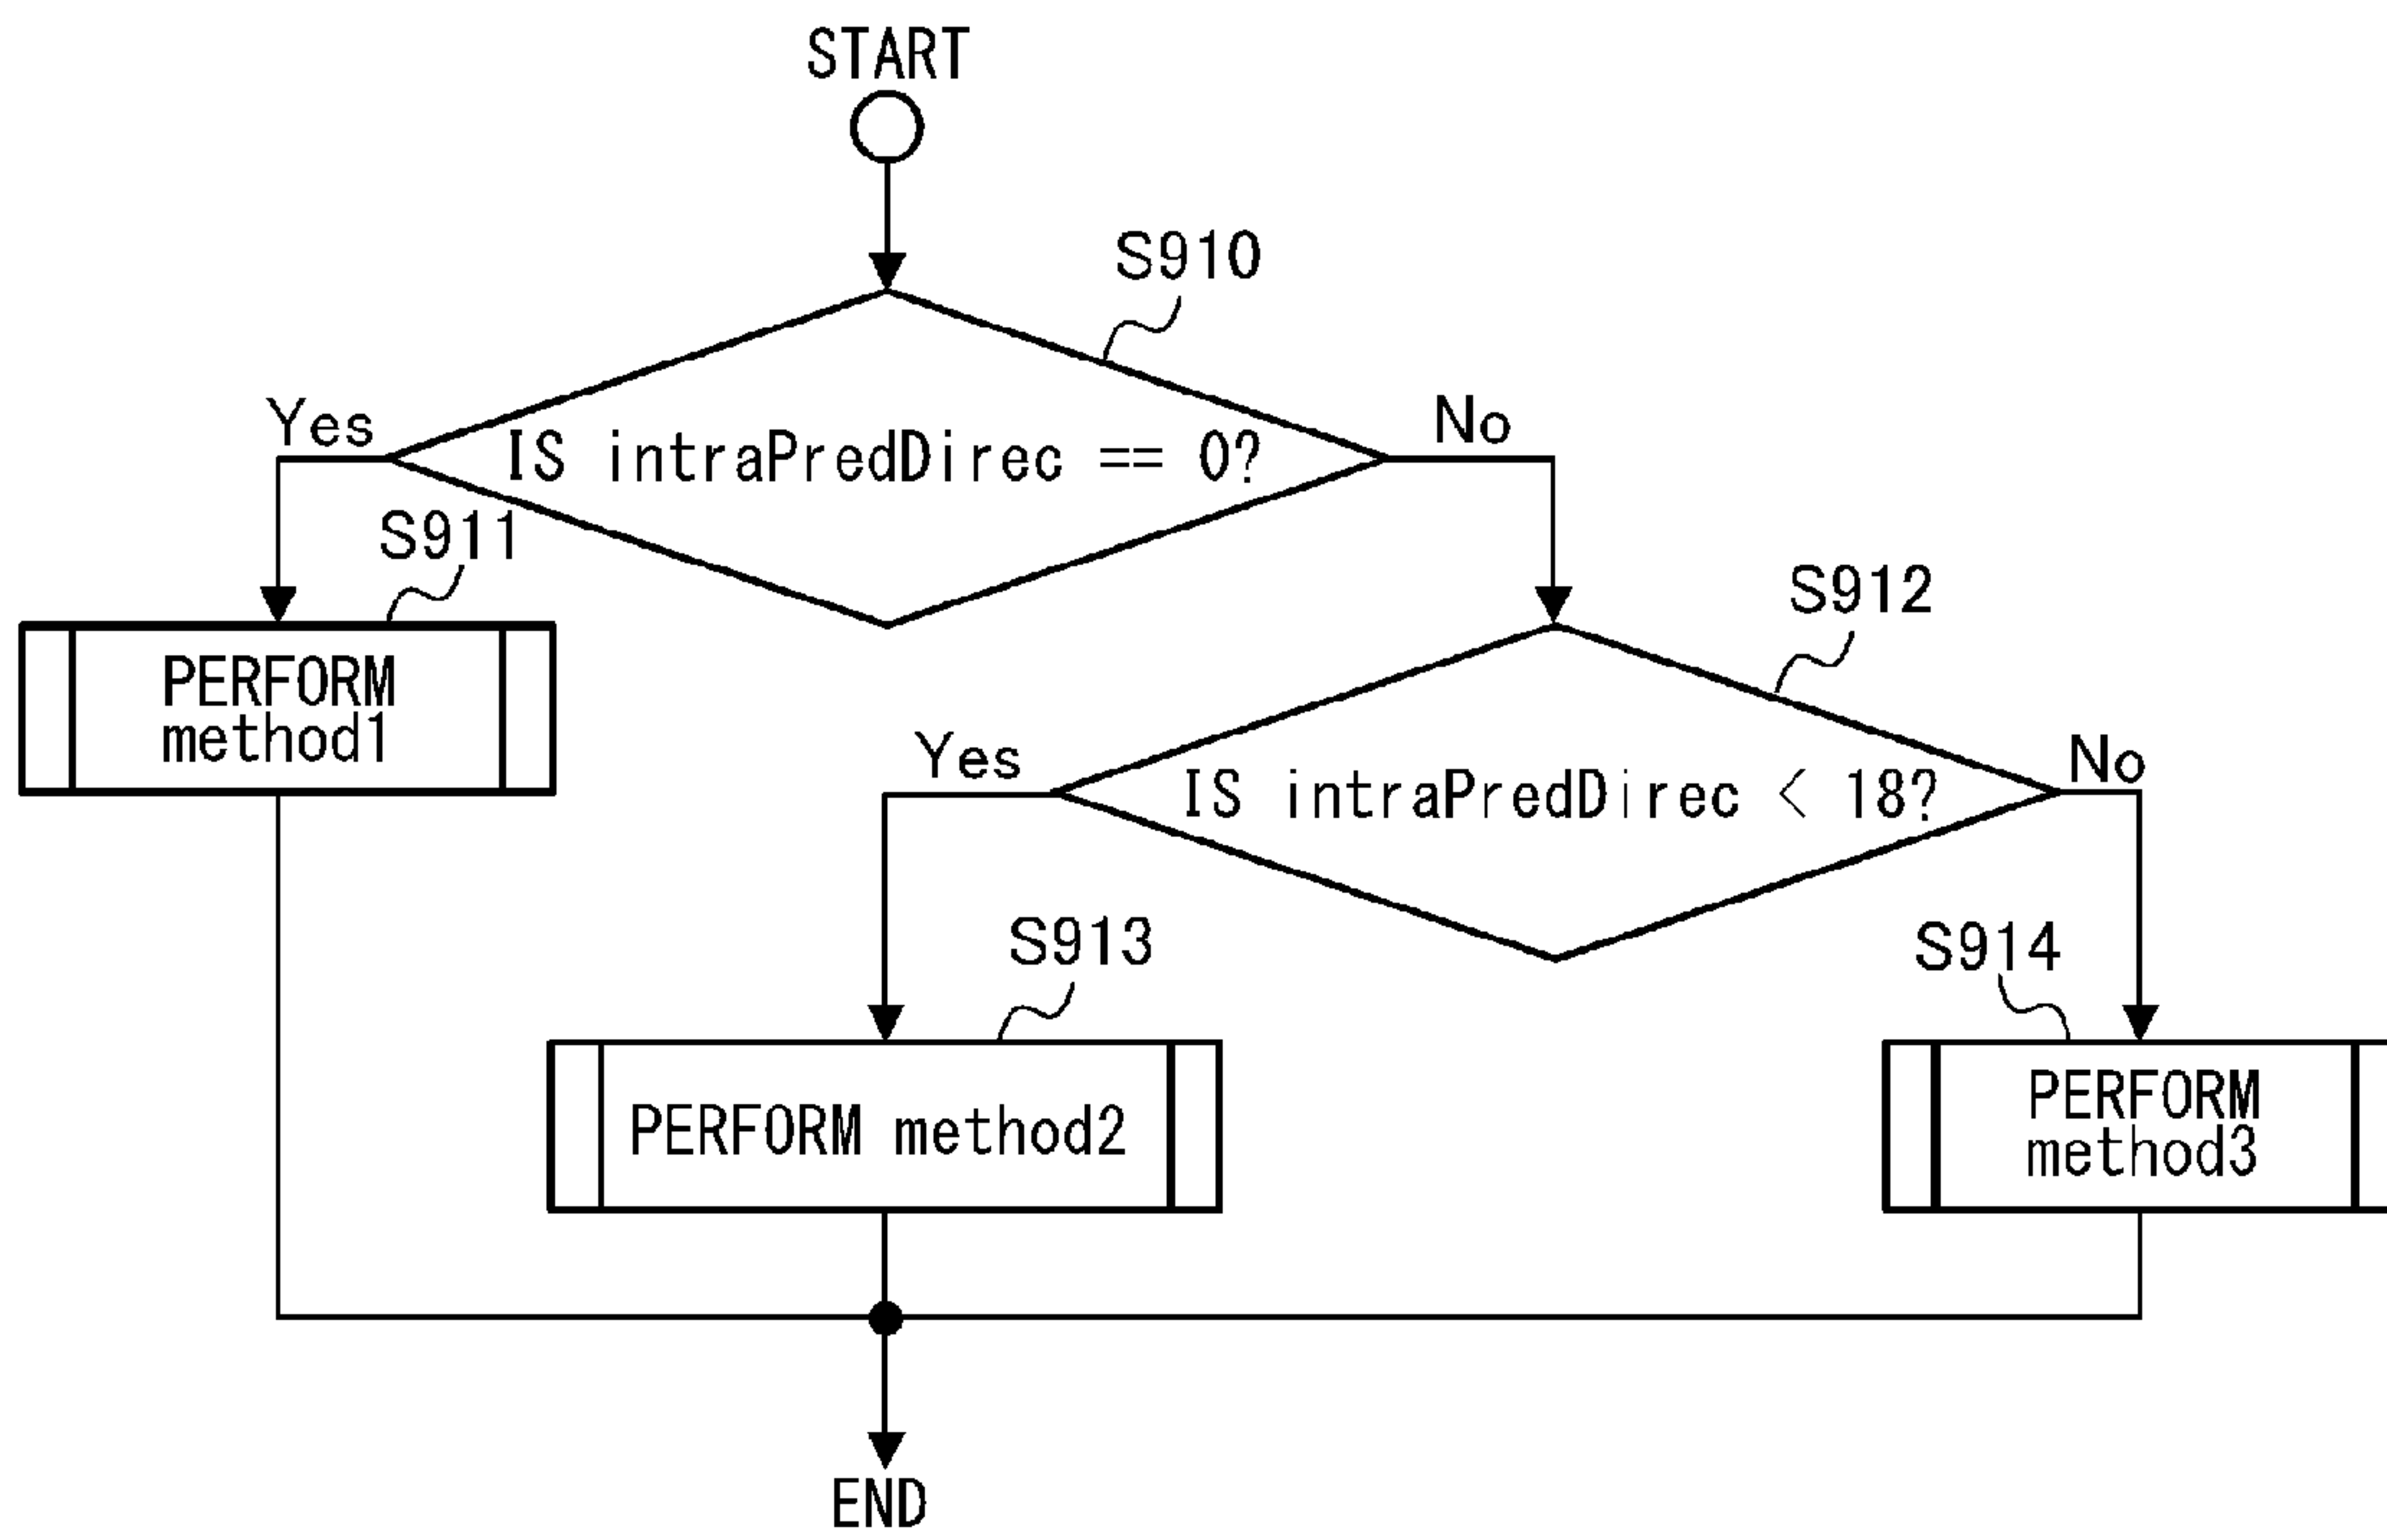 START
S910
Yes
No
IS intraPredDirec == 0?
S911
S912
PERFORM
method1
Yes
No
IS intraPredDirec < 18?
S913
S914
PERFORM method2
PERFORM
method3
END